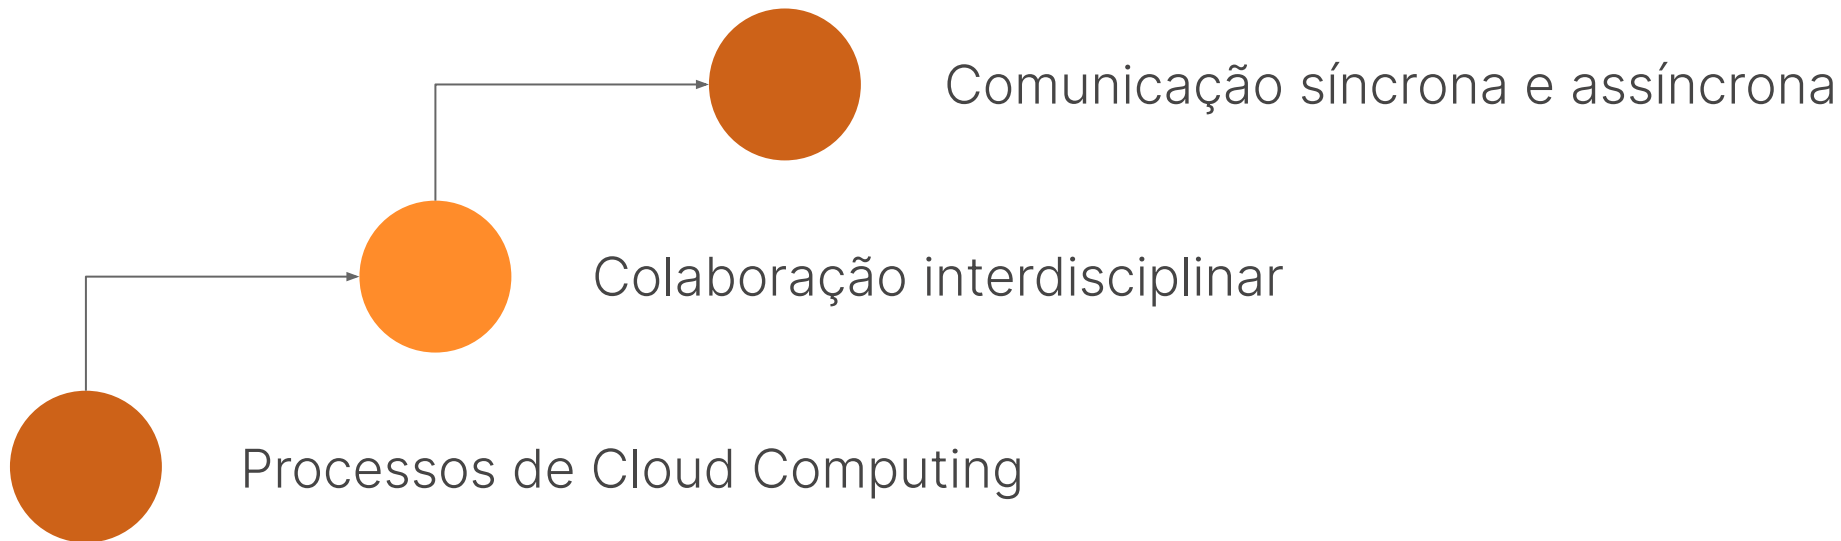 Comunicação síncrona e assíncrona
Colaboração interdisciplinar
Processos de Cloud Computing